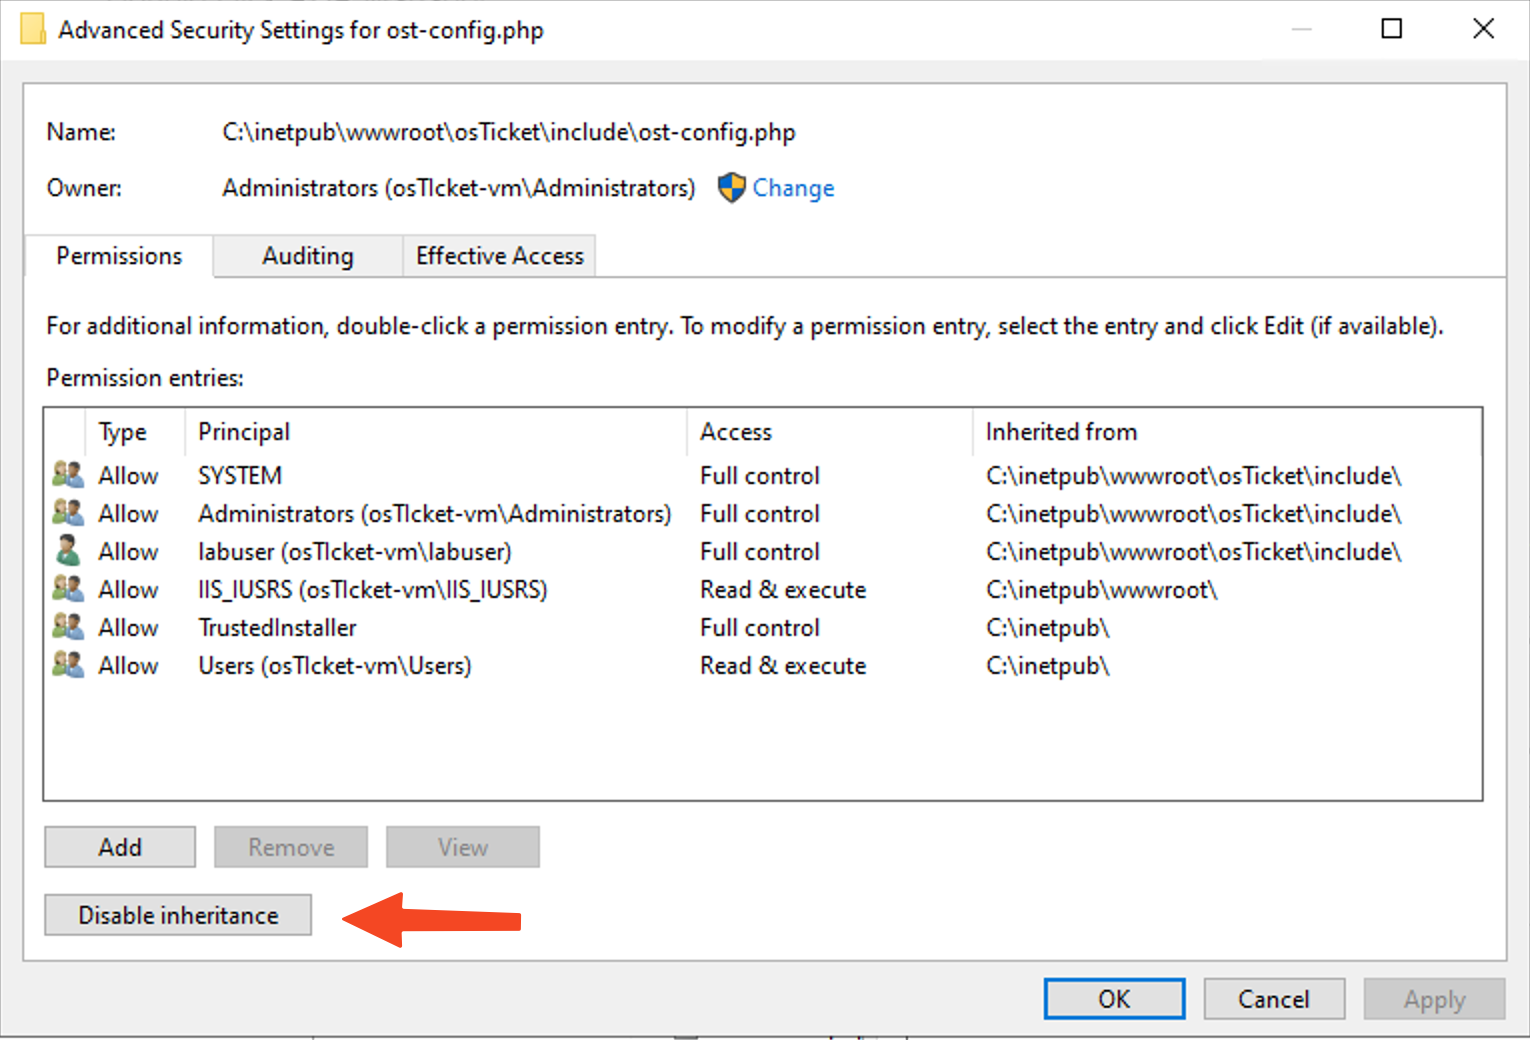 Advanced Security Settings for ost-config.php
Name: C:\inetpub\wwwroot\osTicket\include\ost-config.php
Owner: Administrators (osTIcket-vm\Administrators) Change
Permissions Auditing Effective Access
For additional information, double-click a permission entry. To modify a permission entry, select the entry and click Edit (if available).
Permission entries:
Type Principal Access Inherited from
Allow SYSTEM Full control C:\inetpub\wwwroot\osTicket\include\
Allow Administrators (osTIcket-vm\Administrators) Full control C:\inetpub\wwwroot\osTicket\include\
Allow labuser (osTIcket-vm\labuser) Full control C:\inetpub\wwwroot\osTicket\include\
Allow IIS_IUSRS (osTIcket-vm\IIS_IUSRS) Read & execute C:\inetpub\wwwroot\
Allow TrustedInstaller Full control C:\inetpub\
Allow Users (osTIcket-vm\Users) Read & execute C:\inetpub\
Add Remove View
Disable inheritance
OK Cancel Apply